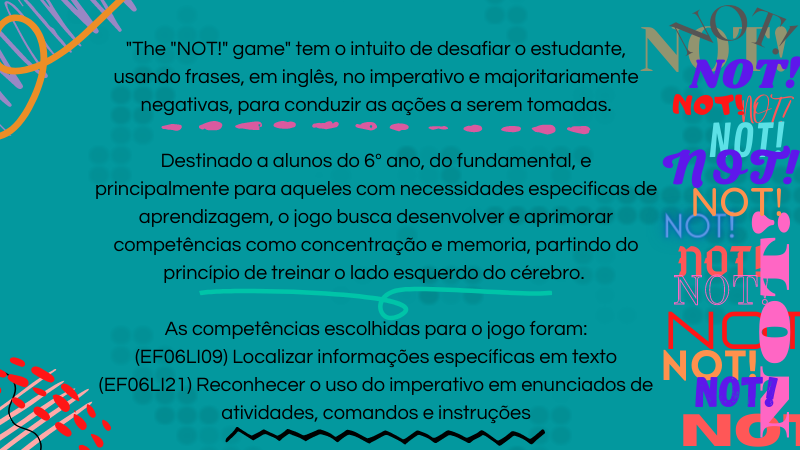 "The "NOT!" game" tem o intuito de desafiar o estudante,
usando frases, em inglês, no imperativo e majoritariamente
negativas, para conduzir as ações a serem tomadas.
Destinado a alunos do 6° ano, do fundamental, e
principalmente para aqueles com necessidades especificas de
aprendizagem, o jogo busca desenvolver e aprimorar
competências como concentração e memoria, partindo do
princípio de treinar o lado esquerdo do cérebro.
As competências escolhidas para o jogo foram:
(EF06LI09) Localizar informações específicas em texto
(EF06LI21) Reconhecer o uso do imperativo em enunciados de
atividades, comandos e instruções
NOT!
NOT!
NOT!
NOT!
NOT!
NOT!
NOT!
NOT!
NOT!
NOT!
NOT!
NOT!
NOT
NOT!
NOT!
NOT